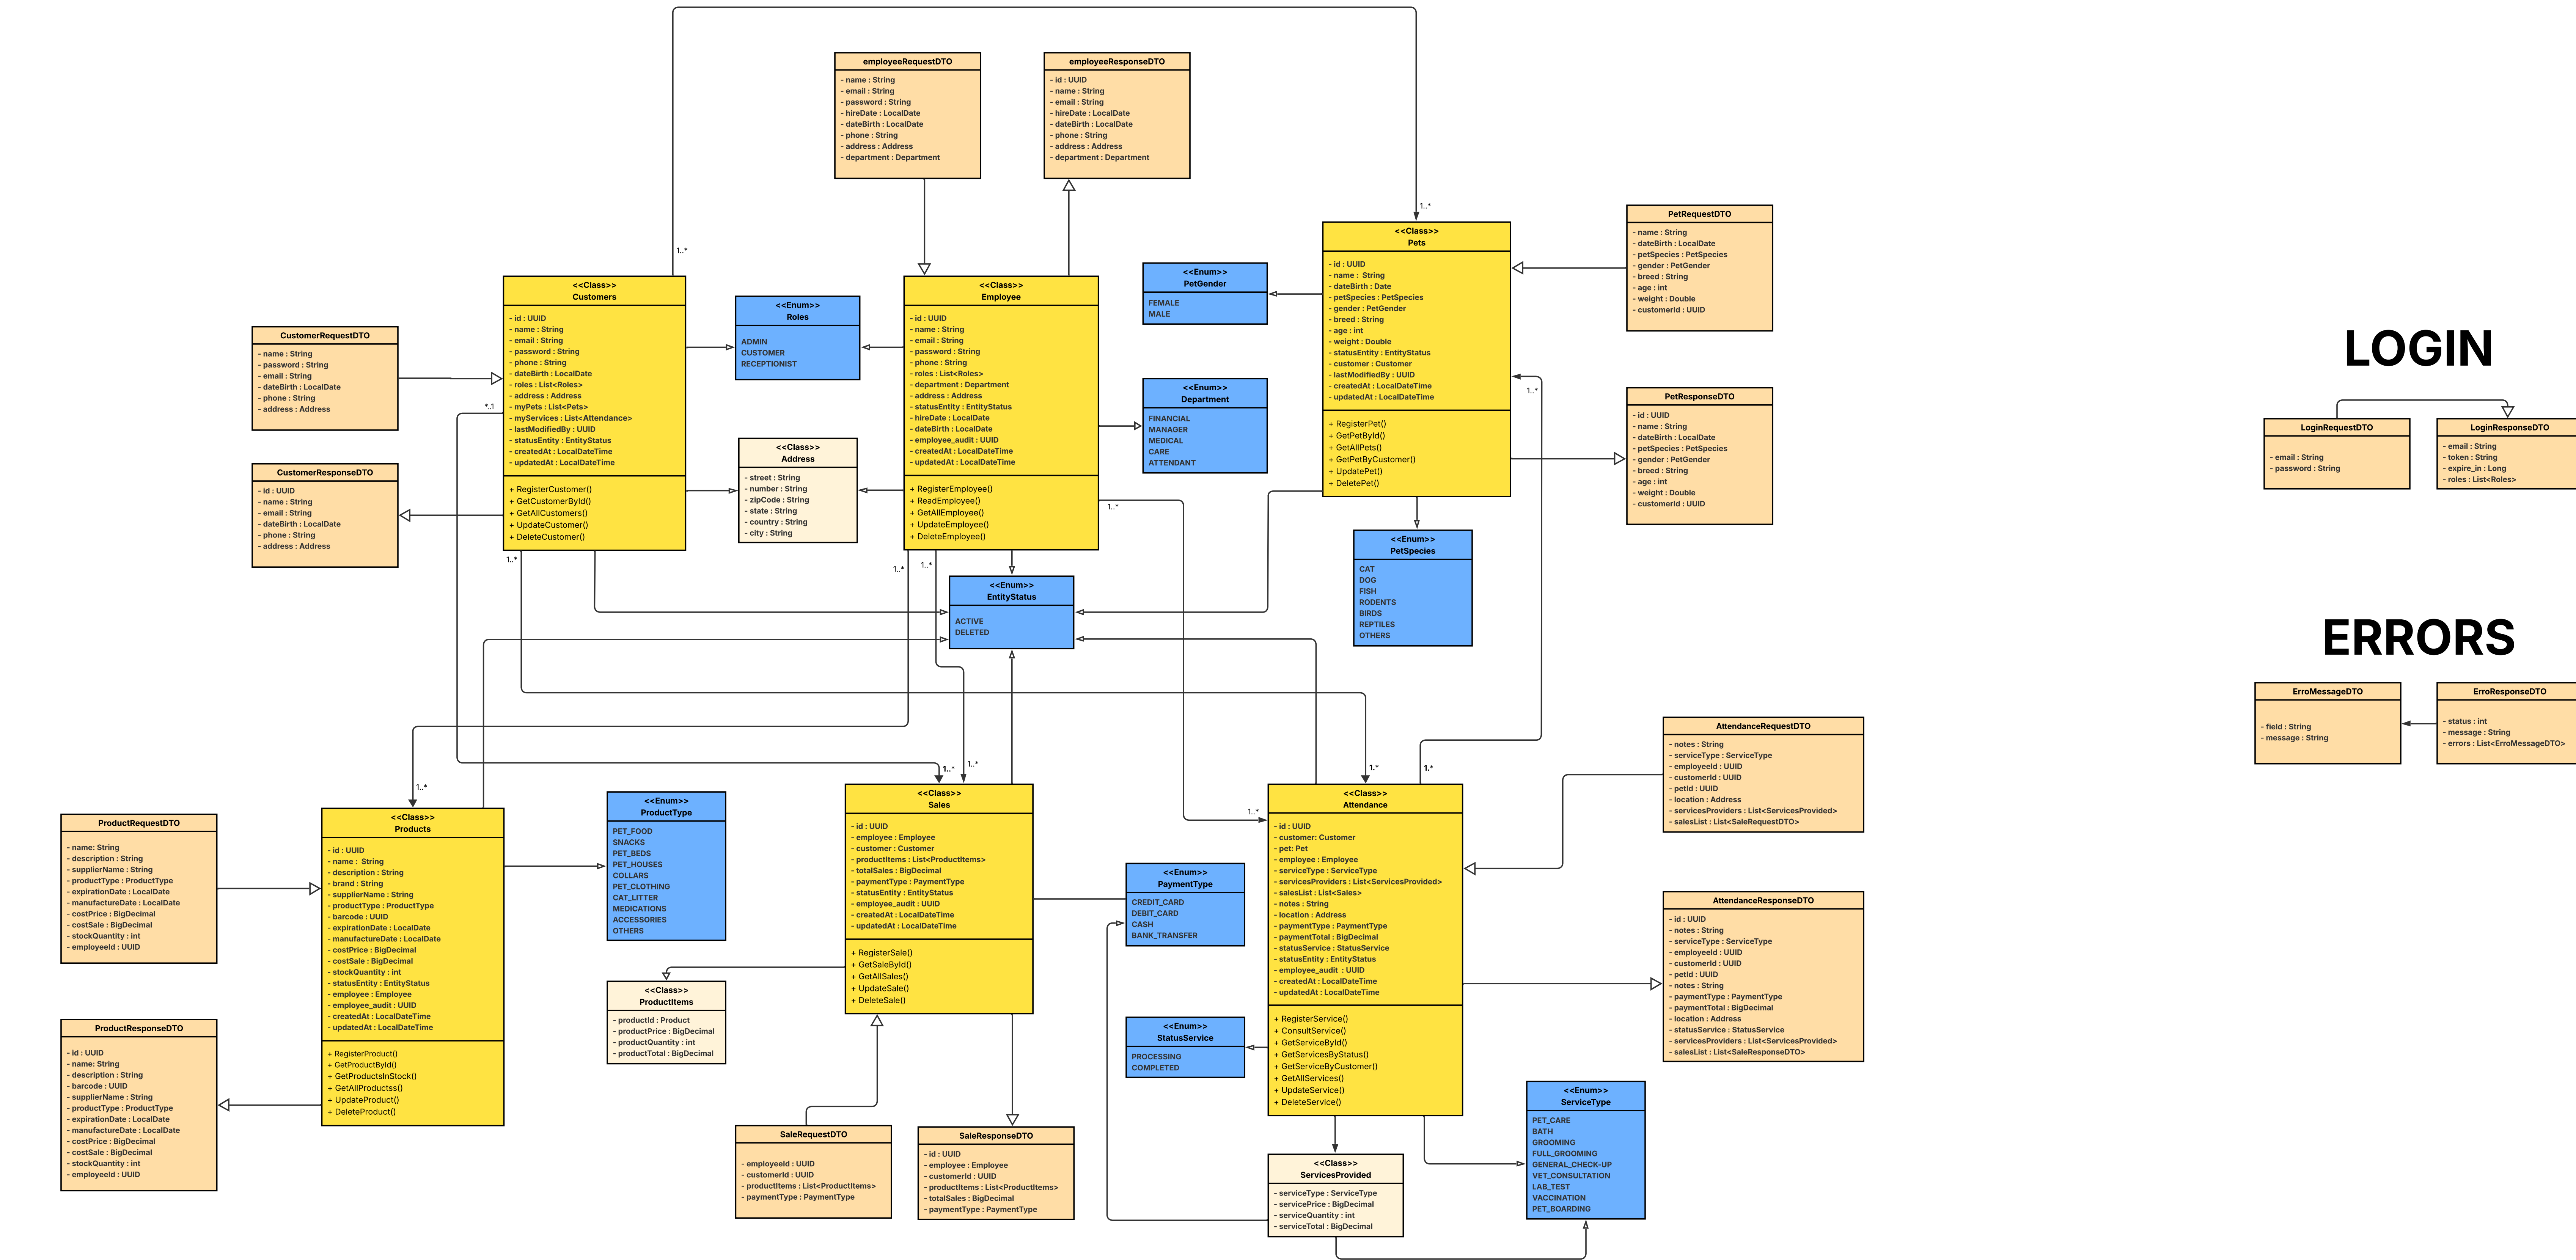 employeeRequestDTO
- name : String
- email : String
- password : String
- hireDate : LocalDate
- dateBirth : LocalDate
- phone : String
- address : Address
- department : Department
employeeResponseDTO
- id : UUID
- name : String
- email : String
- hireDate : LocalDate
- dateBirth : LocalDate
- phone : String
- address : Address
- department : Department
1..*
1..*
<<Class>>
Customers
- id : UUID
- name : String
- email : String
- password : String
- phone : String
- dateBirth : LocalDate
- roles : List<Roles>
- address : Address
- myPets : List<Pets>
- myServices : List<Attendance>
- lastModifiedBy : UUID
- statusEntity : EntityStatus
- createdAt : LocalDateTime
- updatedAt : LocalDateTime
+ RegisterCustomer()
+ GetCustomerById()
+ GetAllCustomers()
+ UpdateCustomer()
+ DeleteCustomer()
<<Enum>>
Roles
ADMIN
CUSTOMER
RECEPTIONIST
<<Class>>
Employee
- id : UUID
- name : String
- email : String
- password : String
- phone : String
- roles : List<Roles>
- department : Department
- address : Address
- statusEntity : EntityStatus
- hireDate : LocalDate
- dateBirth : LocalDate
- employee_audit : UUID
- createdAt : LocalDateTime
- updatedAt : LocalDateTime
+ RegisterEmployee()
+ ReadEmployee()
+ GetAllEmployee()
+ UpdateEmployee()
+ DeleteEmployee()
<<Enum>>
PetGender
FEMALE
MALE
<<Enum>>
Department
FINANCIAL
MANAGER
MEDICAL
CARE
ATTENDANT
<<Class>>
Pets
- id : UUID
- name : String
- dateBirth : Date
- petSpecies : PetSpecies
- gender : PetGender
- breed : String
- age : int
- weight : Double
- statusEntity : EntityStatus
- customer : Customer
- lastModifiedBy : UUID
- createdAt : LocalDateTime
- updatedAt : LocalDateTime
+ RegisterPet()
+ GetPetById()
+ GetAllPets()
+ GetPetByCustomer()
+ UpdatePet()
+ DeletePet()
1..*
PetRequestDTO
- name : String
- dateBirth : LocalDate
- petSpecies : PetSpecies
- gender : PetGender
- breed : String
- age : int
- weight : Double
- customerId : UUID
PetResponseDTO
- id : UUID
- name : String
- dateBirth : LocalDate
- petSpecies : PetSpecies
- gender : PetGender
- breed : String
- age : int
- weight : Double
- customerId : UUID
LOGIN
LoginRequestDTO
- email : String
- password : String
LoginResponseDTO
- email : String
- token : String
- expire_in : Long
- roles : List<Roles>
CustomerRequestDTO
- name : String
- password : String
- email : String
- dateBirth : LocalDate
- phone : String
- address : Address
*..1
CustomerResponseDTO
- id : UUID
- name : String
- email : String
- dateBirth : LocalDate
- phone : String
- address : Address
<<Class>>
Address
- street : String
- number : String
- zipCode : String
- state : String
- country : String
- city : String
1..*
1..*
1..*
1..*
<<Enum>>
EntityStatus
ACTIVE
DELETED
<<Enum>>
PetSpecies
CAT
DOG
FISH
RODENTS
BIRDS
REPTILES
OTHERS
ERRORS
ErroMessageDTO
- field : String
- message : String
ErroResponseDTO
- status : int
- message : String
- errors : List<ErroMessageDTO>
1..*
1..*
1..*
1.*
1.*
1..*
ProductRequestDTO
- name: String
- description : String
- supplierName : String
- productType : ProductType
- expirationDate : LocalDate
- manufactureDate : LocalDate
- costPrice : BigDecimal
- costSale : BigDecimal
- stockQuantity : int
- employeeId : UUID
ProductResponseDTO
- id : UUID
- name: String
- description : String
- barcode : UUID
- supplierName : String
- productType : ProductType
- expirationDate : LocalDate
- manufactureDate : LocalDate
- costPrice : BigDecimal
- costSale : BigDecimal
- stockQuantity : int
- employeeId : UUID
<<Class>>
Products
- id : UUID
- name : String
- description : String
- brand : String
- supplierName : String
- productType : ProductType
- barcode : UUID
- expirationDate : LocalDate
- manufactureDate : LocalDate
- costPrice : BigDecimal
- costSale : BigDecimal
- stockQuantity : int
- statusEntity : EntityStatus
- employee : Employee
- employee_audit : UUID
- createdAt : LocalDateTime
- updatedAt : LocalDateTime
+ RegisterProduct()
+ GetProductById()
+ GetProductsInStock()
+ GetAllProductss()
+ UpdateProduct()
+ DeleteProduct()
<<Enum>>
ProductType
PET_FOOD
SNACKS
PET_BEDS
PET_HOUSES
COLLARS
PET_CLOTHING
CAT_LITTER
MEDICATIONS
ACCESSORIES
OTHERS
<<Class>>
ProductItems
- productId : Product
- productPrice : BigDecimal
- productQuantity : int
- productTotal : BigDecimal
<<Class>>
Sales
- id : UUID
- employee : Employee
- customer : Customer
- productItems : List<ProductItems>
- totalSales : BigDecimal
- paymentType : PaymentType
- statusEntity : EntityStatus
- employee_audit : UUID
- createdAt : LocalDateTime
- updatedAt : LocalDateTime
+ RegisterSale()
+ GetSaleById()
+ GetAllSales()
+ UpdateSale()
+ DeleteSale()
SaleRequestDTO
- employeeId : UUID
- customerId : UUID
- productItems : List<ProductItems>
- paymentType : PaymentType
SaleResponseDTO
- id : UUID
- employee : Employee
- customerId : UUID
- productItems : List<ProductItems>
- totalSales : BigDecimal
- paymentType : PaymentType
<<Enum>>
PaymentType
CREDIT_CARD
DEBIT_CARD
CASH
BANK_TRANSFER
<<Enum>>
StatusService
PROCESSING
COMPLETED
<<Class>>
Attendance
- id : UUID
- customer: Customer
- pet: Pet
- employee : Employee
- serviceType : ServiceType
- servicesProviders : List<ServicesProvided>
- salesList : List<Sales>
- notes : String
- location : Address
- paymentType : PaymentType
- paymentTotal : BigDecimal
- statusService : StatusService
- statusEntity : EntityStatus
- employee_audit : UUID
- createdAt : LocalDateTime
- updatedAt : LocalDateTime
+ RegisterService()
+ ConsultService()
+ GetServiceById()
+ GetServicesByStatus()
+ GetServiceByCustomer()
+ GetAllServices()
+ UpdateService()
+ DeleteService()
<<Class>>
ServicesProvided
- serviceType : ServiceType
- servicePrice : BigDecimal
- serviceQuantity : int
- serviceTotal : BigDecimal
<<Enum>>
ServiceType
PET_CARE
BATH
GROOMING
FULL_GROOMING
GENERAL_CHECK-UP
VET_CONSULTATION
LAB_TEST
VACCINATION
PET_BOARDING
AttendanceRequestDTO
- notes : String
- serviceType : ServiceType
- employeeId : UUID
- customerId : UUID
- petId : UUID
- location : Address
- servicesProviders : List<ServicesProvided>
- salesList : List<SaleRequestDTO>
AttendanceResponseDTO
- id : UUID
- notes : String
- serviceType : ServiceType
- employeeId : UUID
- customerId : UUID
- petId : UUID
- notes : String
- paymentType : PaymentType
- paymentTotal : BigDecimal
- location : Address
- statusService : StatusService
- servicesProviders : List<ServicesProvided>
- salesList : List<SaleResponseDTO>